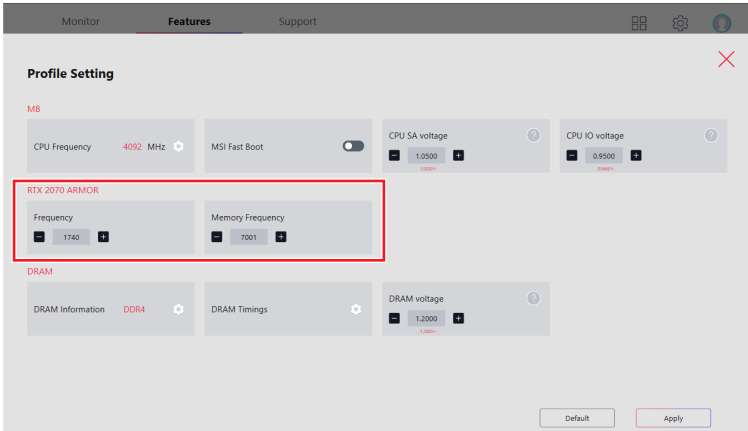 Monitor Features Support
Profile Setting
MB
CPU Frequency 4092 MHz
MSI Fast Boot
CPU SA voltage ?
- 1.0500 +
CPU IO voltage ?
- 0.9500 +
RTX 2070 ARMOR
Frequency
- 1740 +
Memory Frequency
- 7001 +
DRAM
DRAM Information DDR4
DRAM Timings
DRAM voltage ?
- 1.2000 +
Default Apply